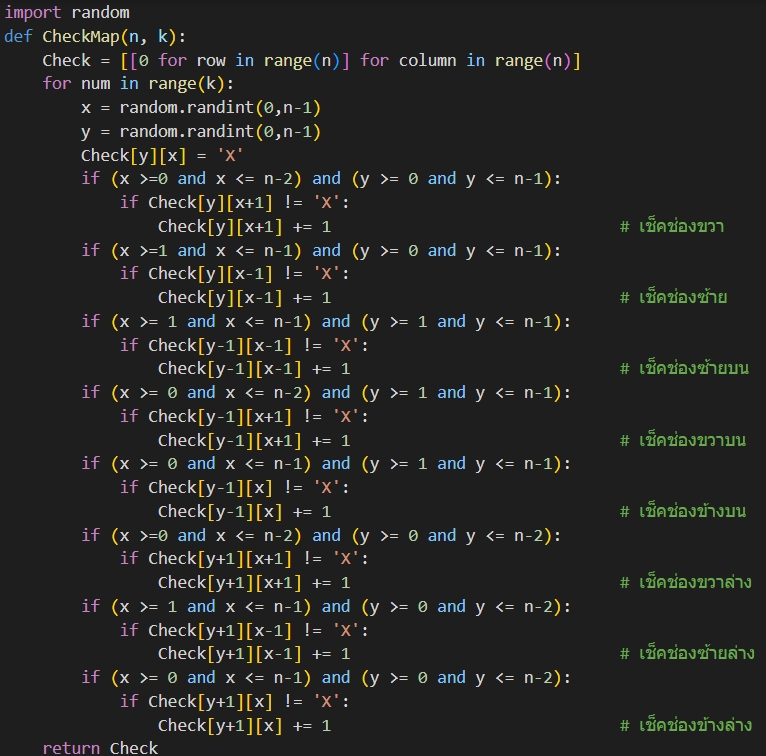 import random
def CheckMap(n, k):
    Check = [[0 for row in range(n)] for column in range(n)]
    for num in range(k):
        x = random.randint(0,n-1)
        y = random.randint(0,n-1)
        Check[y][x] = 'X'
        if (x >=0 and x <= n-2) and (y >= 0 and y <= n-1):
            if Check[y][x+1] != 'X':
                Check[y][x+1] += 1                              # เช็คช่องขวา
        if (x >=1 and x <= n-1) and (y >= 0 and y <= n-1):
            if Check[y][x-1] != 'X':
                Check[y][x-1] += 1                              # เช็คช่องซ้าย
        if (x >= 1 and x <= n-1) and (y >= 1 and y <= n-1):
            if Check[y-1][x-1] != 'X':
                Check[y-1][x-1] += 1                            # เช็คช่องซ้ายบน
        if (x >= 0 and x <= n-2) and (y >= 1 and y <= n-1):
            if Check[y-1][x+1] != 'X':
                Check[y-1][x+1] += 1                            # เช็คช่องขวาบน
        if (x >= 0 and x <= n-1) and (y >= 1 and y <= n-1):
            if Check[y-1][x] != 'X':
                Check[y-1][x] += 1                              # เช็คช่องข้างบน
        if (x >=0 and x <= n-2) and (y >= 0 and y <= n-2):
            if Check[y+1][x+1] != 'X':
                Check[y+1][x+1] += 1                            # เช็คช่องขวาล่าง
        if (x >= 1 and x <= n-1) and (y >= 0 and y <= n-2):
            if Check[y+1][x-1] != 'X':
                Check[y+1][x-1] += 1                            # เช็คช่องซ้ายล่าง
        if (x >= 0 and x <= n-1) and (y >= 0 and y <= n-2):
            if Check[y+1][x] != 'X':
                Check[y+1][x] += 1                              # เช็คช่องข้างล่าง
    return Check